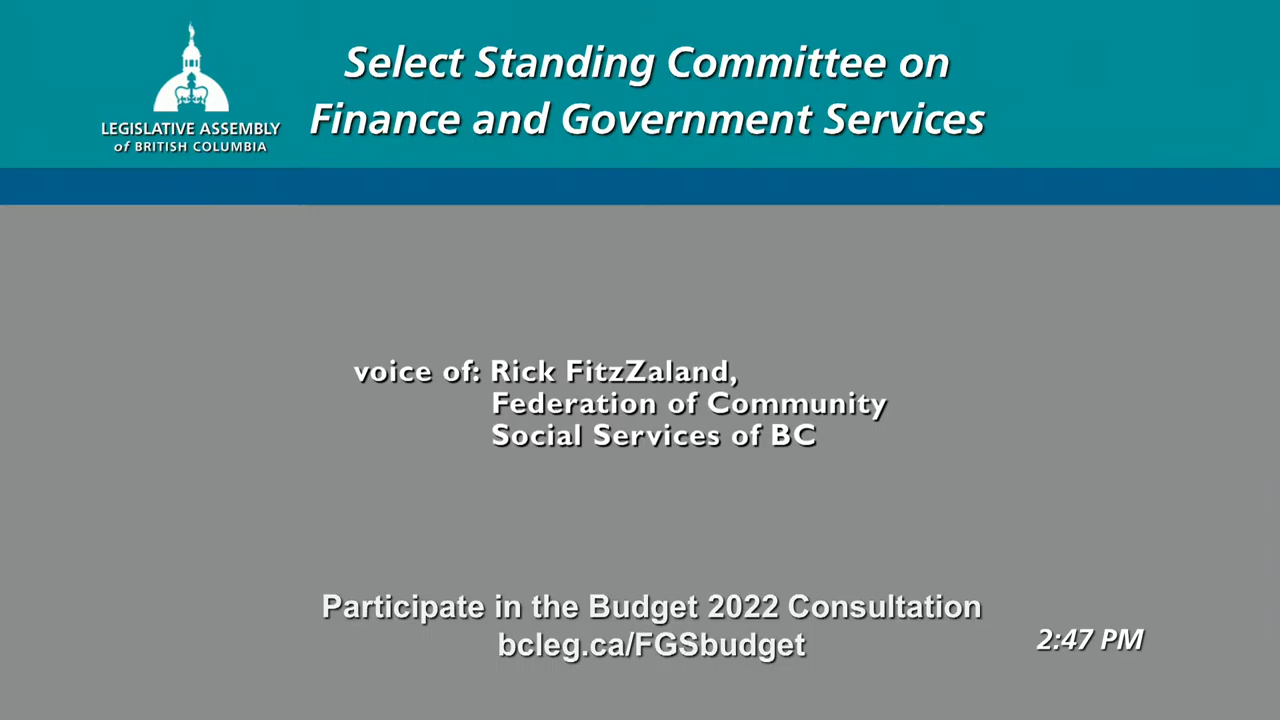 Select Standing Committee on
Finance and Government Services
LEGISLATIVE ASSEMBLY
of BRITISH COLUMBIA
voice of: Rick FitzZaland,
Federation of Community
Social Services of BC
Participate in the Budget 2022 Consultation
bcleg.ca/FGSbudget
2:47 PM